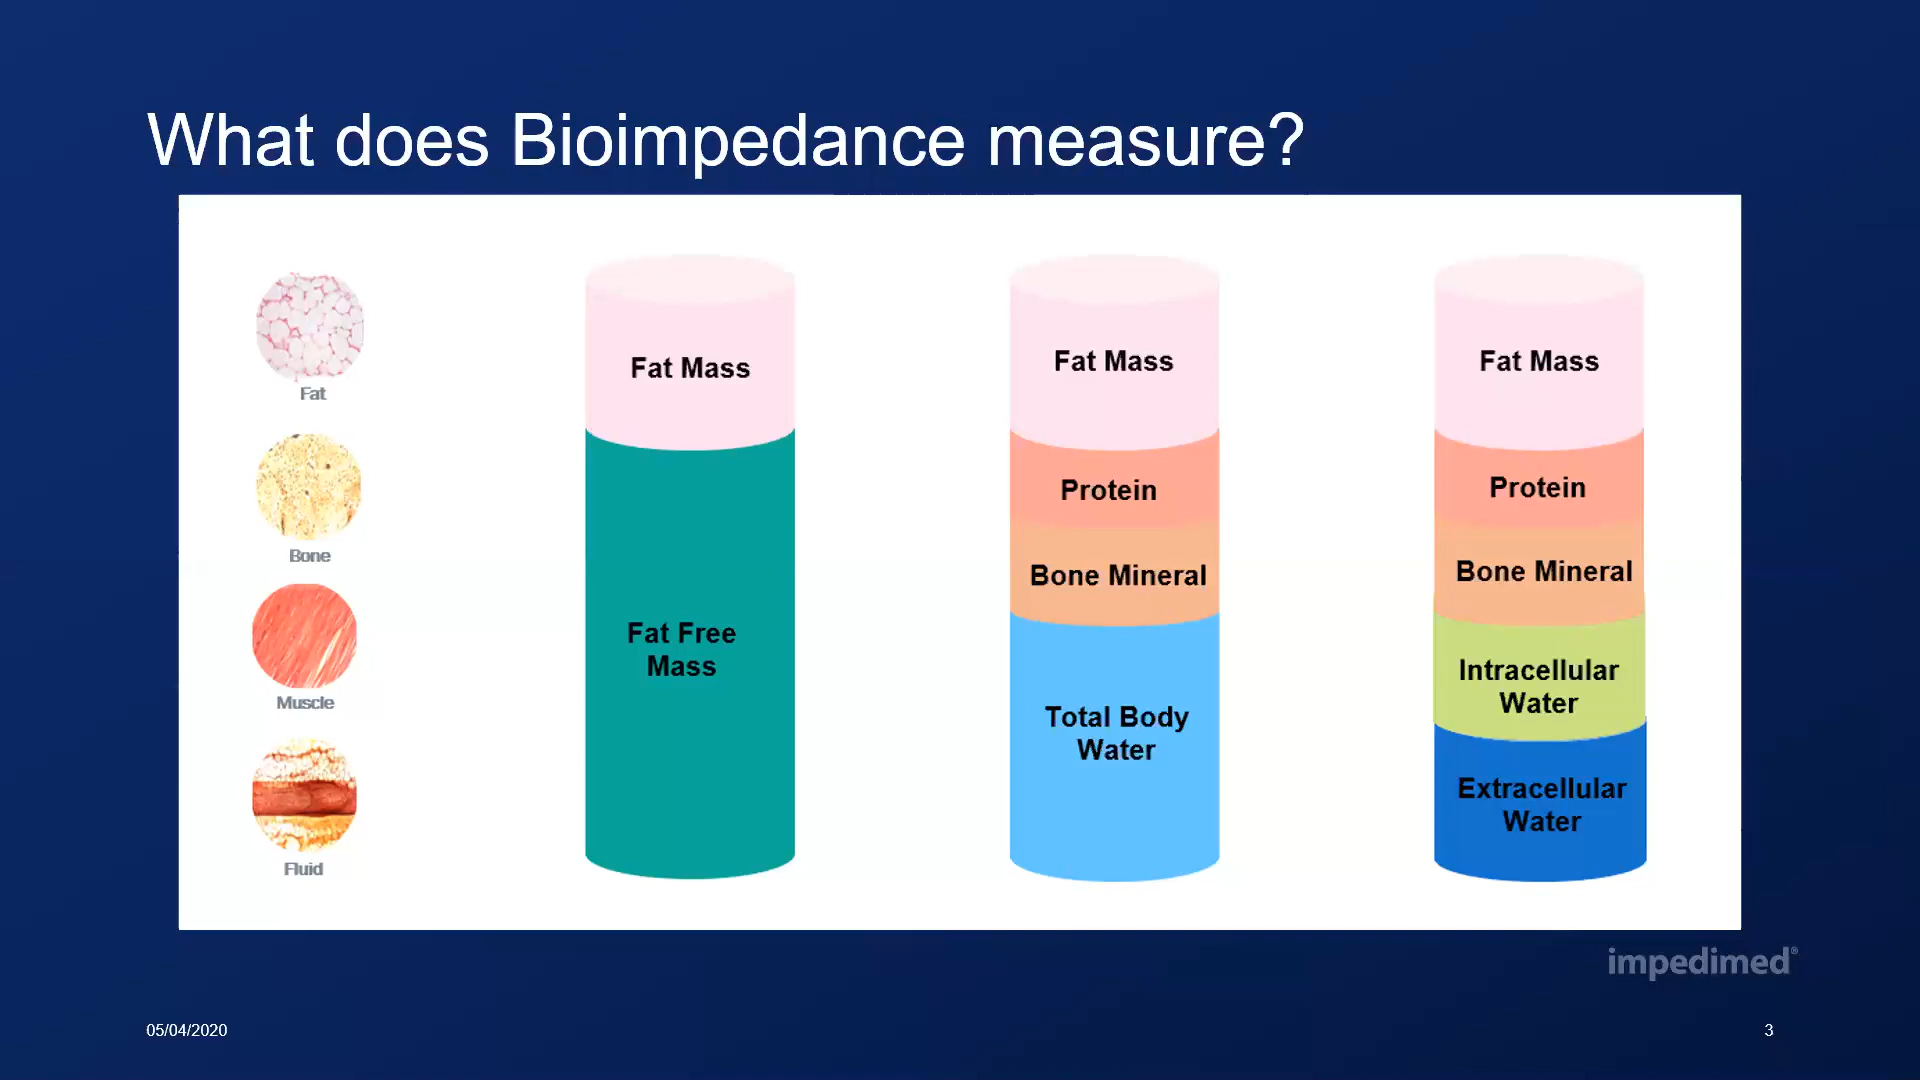 What does Bioimpedance measure?
Fat
Bone
Muscle
Fluid
Fat Mass
Fat Free
Mass
Fat Mass
Protein
Bone Mineral
Total Body
Water
Fat Mass
Protein
Bone Mineral
Intracellular
Water
Extracellular
Water
impedimed®
05/04/2020
3